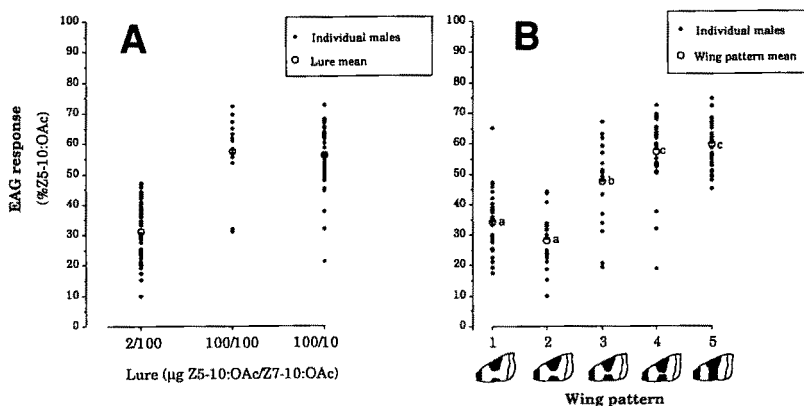 A
Individual males
Lure mean
EAG response
(%Z5-10:OAc)
100
90
80
70
60
50
40
30
20
10
0
2/100
100/100
100/10
Lure (μg Z5-10:OAc/Z7-10:OAc)
B
Individual males
Wing pattern mean
100
90
80
70
60
50
40
30
20
10
0
a
a
b
c
c
1
2
3
4
5
Wing pattern